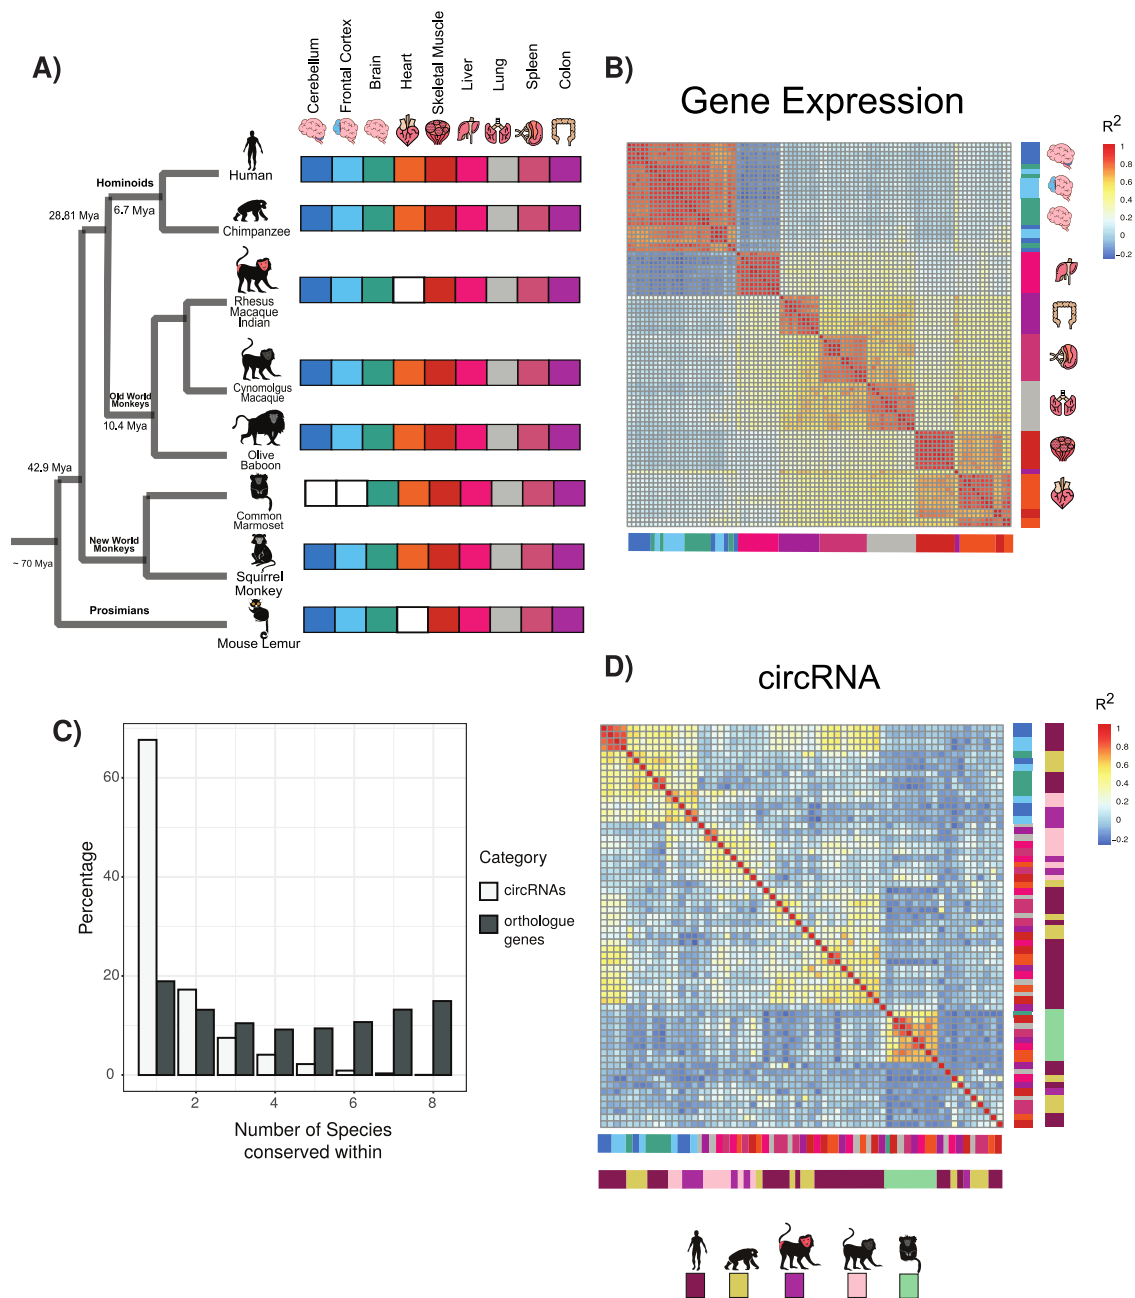 A)
Cerebellum
Frontal Cortex
Brain
Heart
Skeletal Muscle
Liver
Lung
Spleen
Colon
Human
Hominoids
28.81 Mya
6.7 Mya
Chimpanzee
Rhesus
Macaque
Indian
Cynomolgus
Macaque
Old World
Monkeys
10.4 Mya
Olive
Baboon
42.9 Mya
Common
Marmoset
New World
Monkeys
~ 70 Mya
Squirrel
Monkey
Prosimians
Mouse Lemur
B)
Gene Expression
R²
1
0.8
0.6
0.4
0.2
0
−0.2
C)
Percentage
60
40
20
0
2
4
6
8
Number of Species
conserved within
Category
circRNAs
orthologue
genes
D)
circRNA
R²
1
0.8
0.6
0.4
0.2
0
−0.2